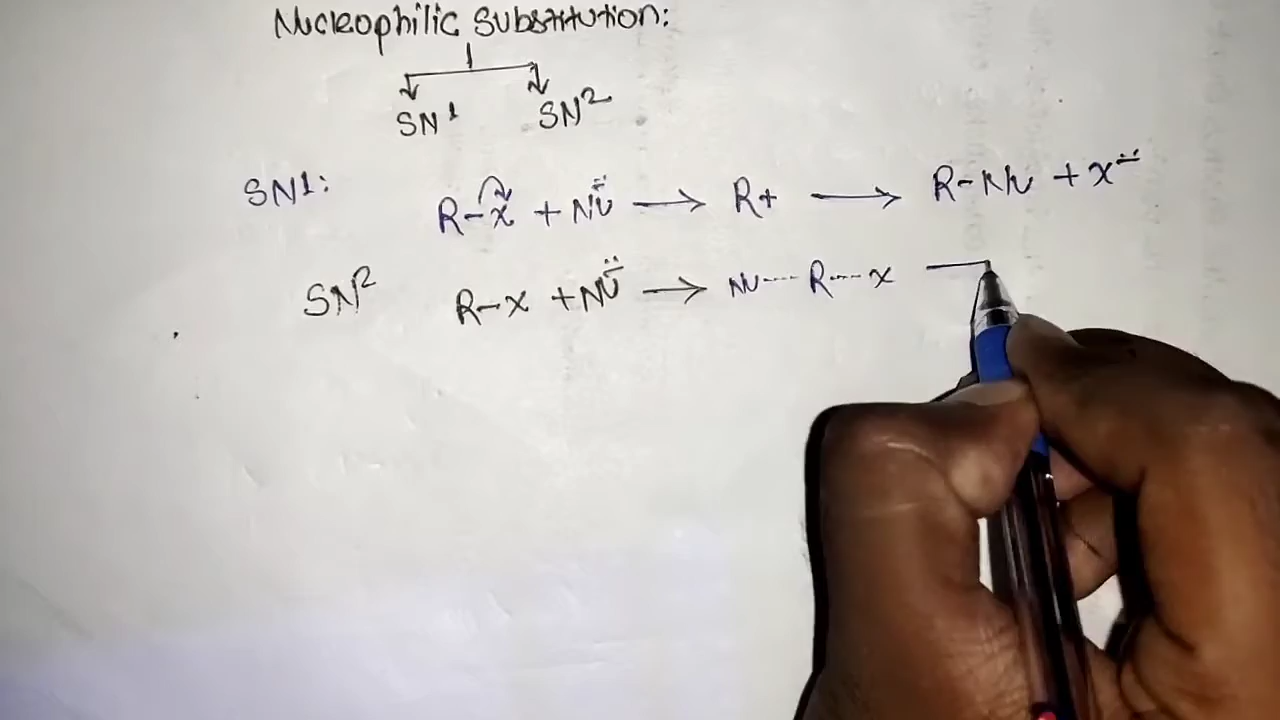 Nucleophilic Substitution:
SN1 SN2
SN1: R-X + Nu:⁻ → R+ → R-Nu + X:⁻
SN2 R-X + Nu:⁻ → Nu----R----X —